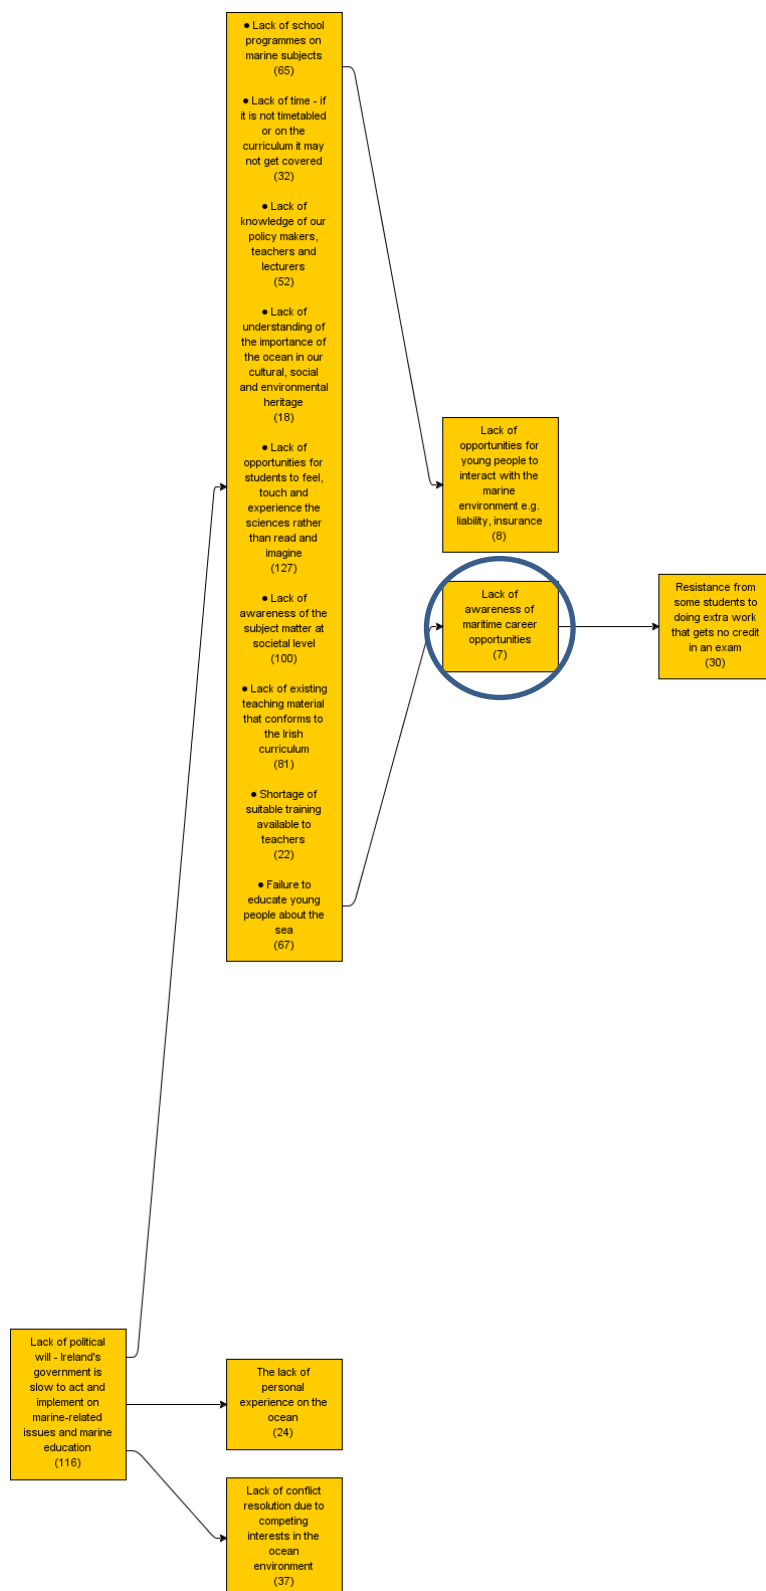 ● Lack of school
programmes on
marine subjects
(65)
● Lack of time - if
it is not timetabled
or on the
curriculum it may
not get covered
(32)
● Lack of
knowledge of our
policy makers,
teachers and
lecturers
(52)
● Lack of
understanding of
the importance of
the ocean in our
cultural, social
and environmental
heritage
(18)
● Lack of
opportunities for
students to feel,
touch and
experience the
sciences rather
than read and
imagine
(127)
● Lack of
awareness of the
subject matter at
societal level
(100)
● Lack of existing
teaching material
that conforms to
the Irish
curriculum
(81)
● Shortage of
suitable training
available to
teachers
(22)
● Failure to
educate young
people about the
sea
(67)
Lack of
opportunities for
young people to
interact with the
marine
environment e.g.
liability, insurance
(8)
Lack of
awareness of
maritime career
opportunities
(7)
Resistance from
some students to
doing extra work
that gets no credit
in an exam
(30)
Lack of political
will - Ireland's
government is
slow to act and
implement on
marine-related
issues and marine
education
(116)
The lack of
personal
experience on the
ocean
(24)
Lack of conflict
resolution due to
competing
interests in the
ocean
environment
(37)